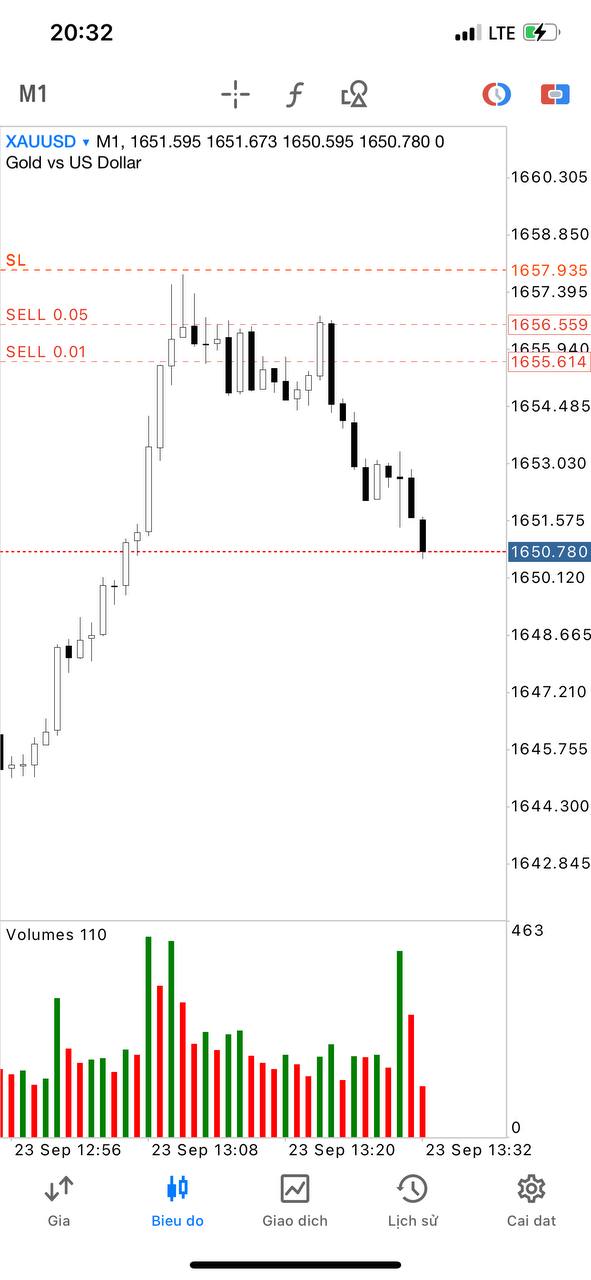 20:32
LTE
M1
XAUUSD ▾ M1, 1651.595 1651.673 1650.595 1650.780 0
Gold vs US Dollar
1660.305
1658.850
SL
1657.935
1657.395
SELL 0.05
1656.559
1655.940
SELL 0.01
1655.614
1654.485
1653.030
1651.575
1650.780
1650.120
1648.665
1647.210
1645.755
1644.300
1642.845
Volumes 110
463
0
23 Sep 12:56 23 Sep 13:08 23 Sep 13:20 23 Sep 13:32
Gia Bieu do Giao dich Lịch sử Cai dat